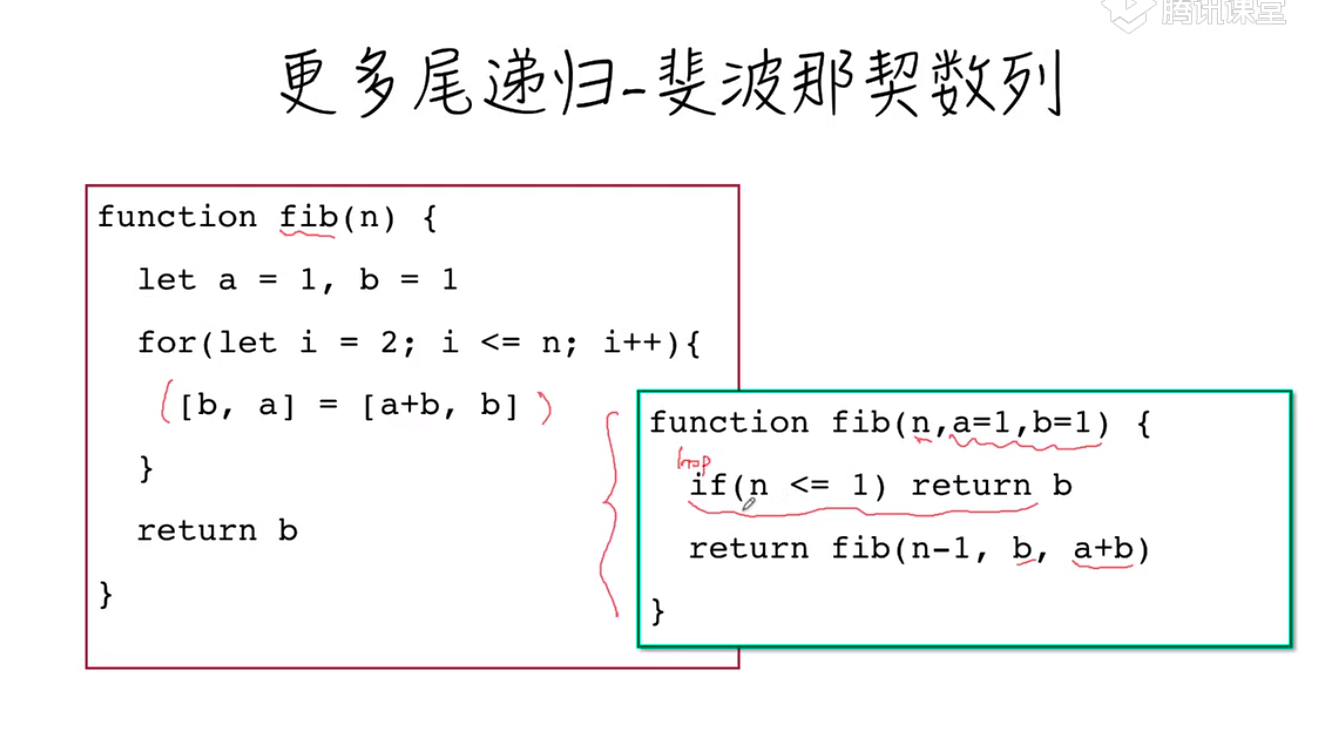 腾讯课堂
更多尾递归-斐波那契数列
function fib(n) {
let a = 1, b = 1
for(let i = 2; i <= n; i++){
([b, a] = [a+b, b])
}
return b
}
function fib(n,a=1,b=1) {
if(n <= 1) return b
return fib(n-1, b, a+b)
}